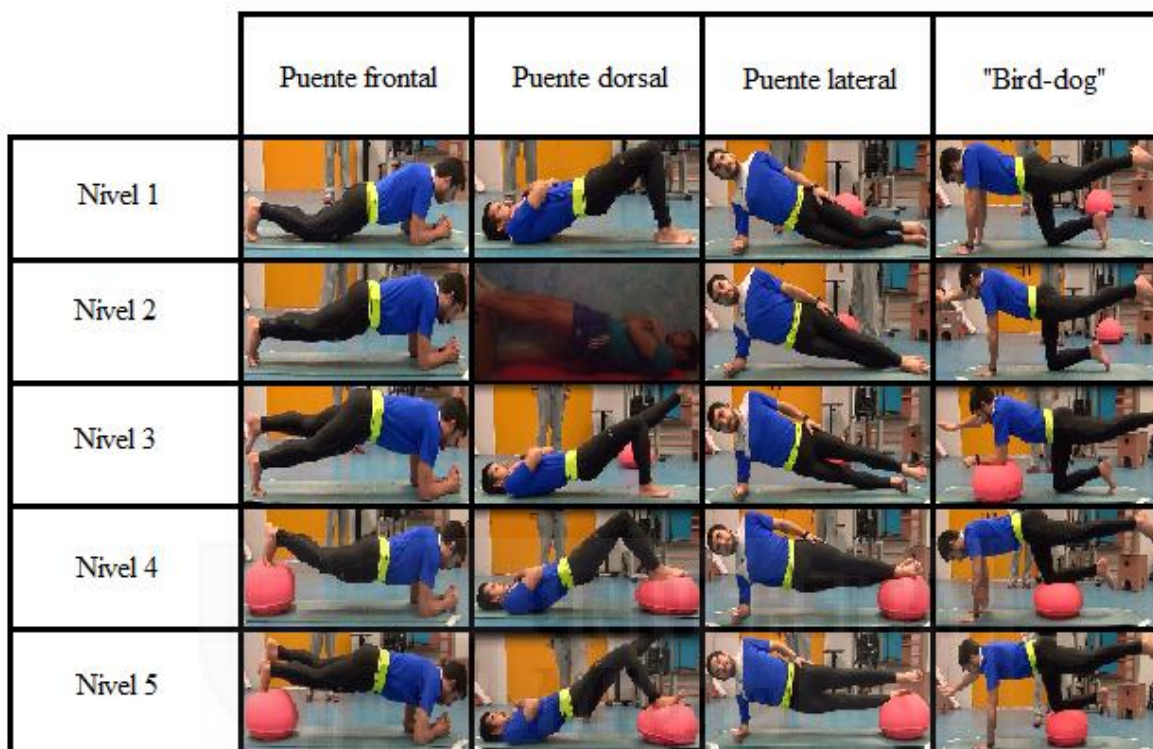 Puente frontal
Puente dorsal
Puente lateral
"Bird-dog"
Nivel 1
Nivel 2
Nivel 3
Nivel 4
Nivel 5